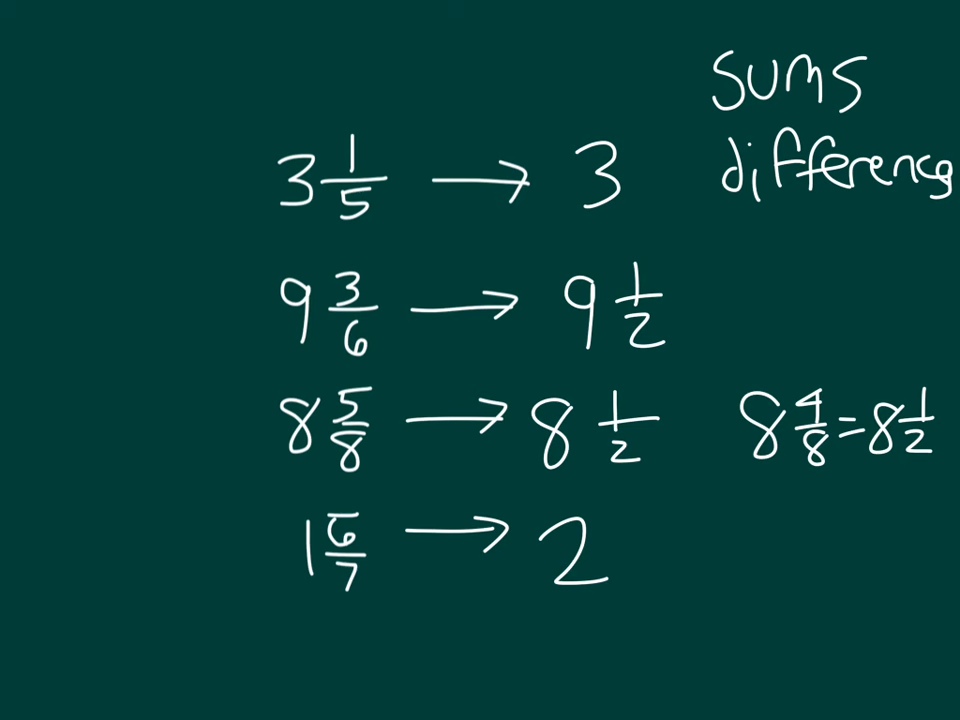 sums
differences
3 1/5 → 3
9 3/6 → 9 1/2
8 5/8 → 8 1/2
8 4/8 = 8 1/2
1 6/7 → 2